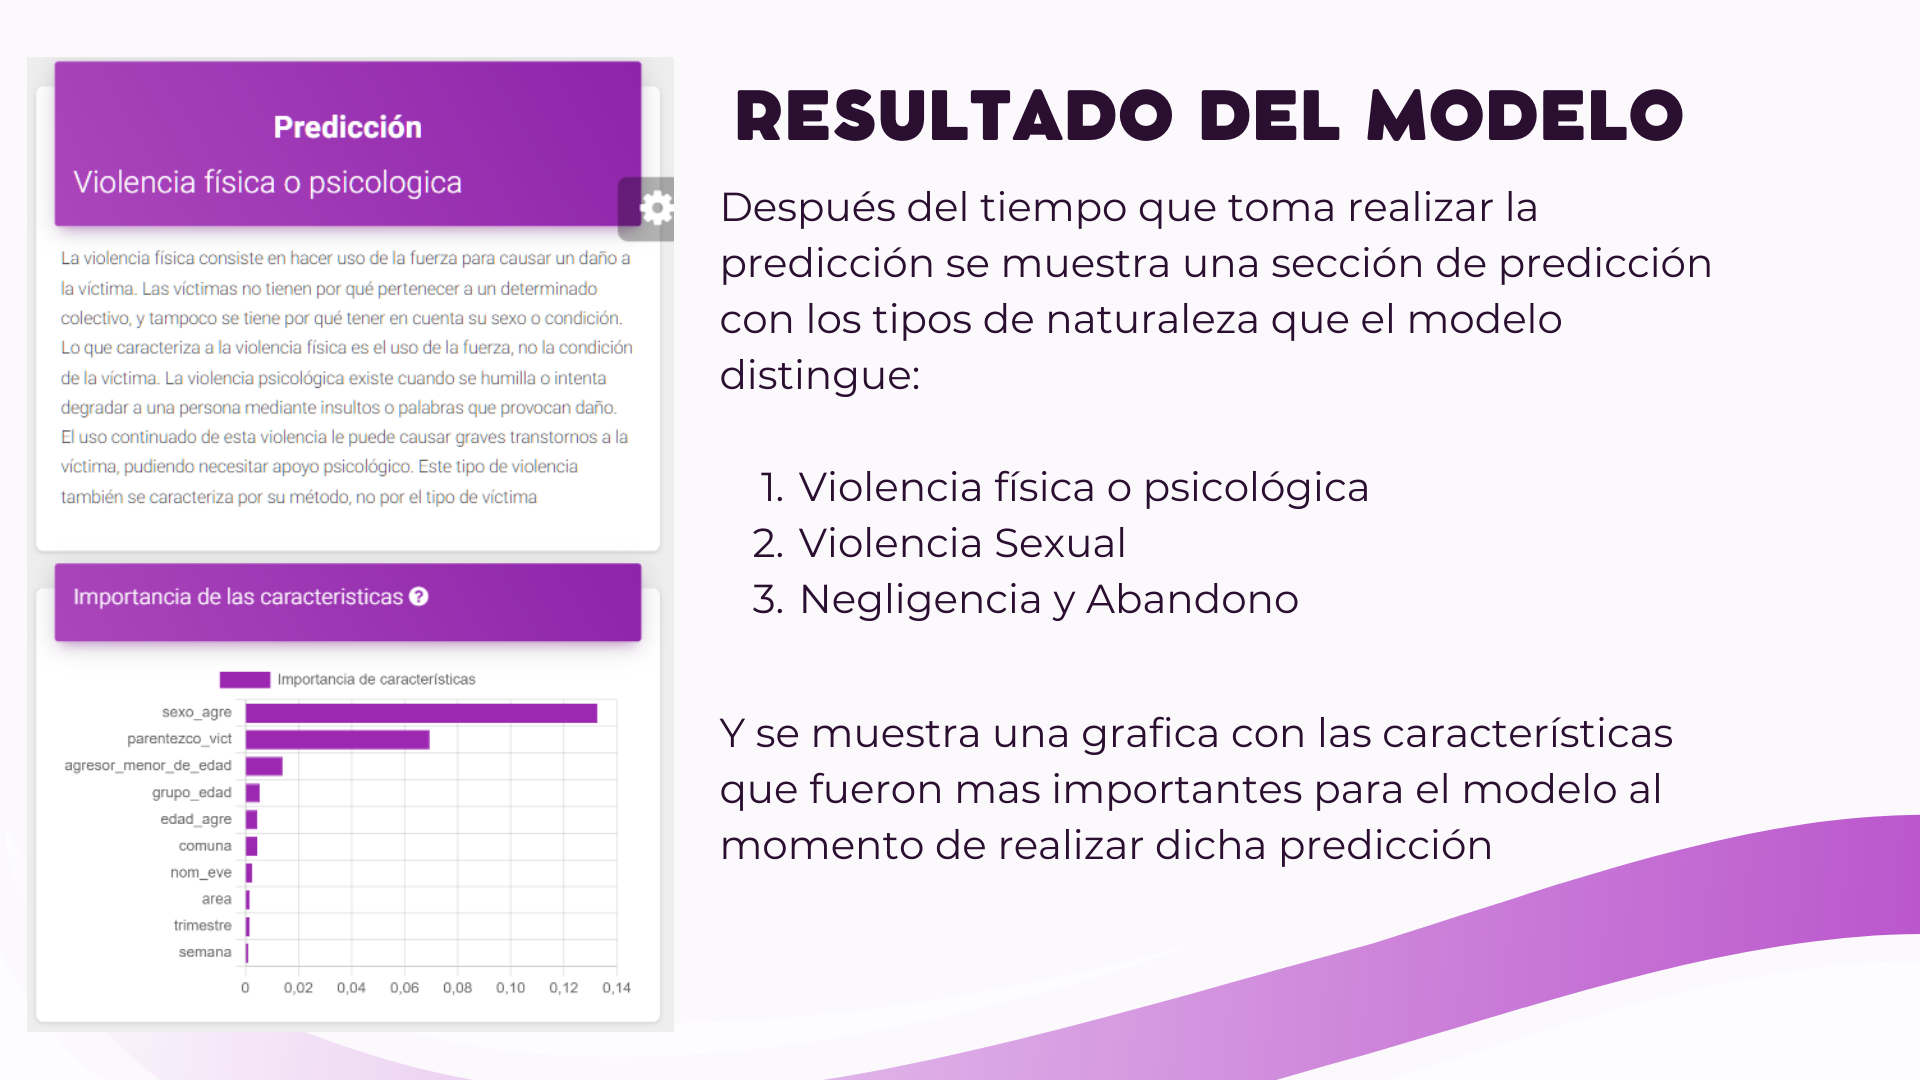 Predicción
Violencia física o psicologica
La violencia física consiste en hacer uso de la fuerza para causar un daño a
la víctima. Las víctimas no tienen por qué pertenecer a un determinado
colectivo, y tampoco se tiene por qué tener en cuenta su sexo o condición.
Lo que caracteriza a la violencia física es el uso de la fuerza, no la condición
de la víctima. La violencia psicológica existe cuando se humilla o intenta
degradar a una persona mediante insultos o palabras que provocan daño.
El uso continuado de esta violencia le puede causar graves transtornos a la
víctima, pudiendo necesitar apoyo psicológico. Este tipo de violencia
también se caracteriza por su método, no por el tipo de víctima
Importancia de las caracteristicas ?
Importancia de características
sexo_agre
parentezco_vict
agresor_menor_de_edad
grupo_edad
edad_agre
comuna
nom_eve
area
trimestre
semana
0 0,02 0,04 0,06 0,08 0,10 0,12 0,14
RESULTADO DEL MODELO
Después del tiempo que toma realizar la
predicción se muestra una sección de predicción
con los tipos de naturaleza que el modelo
distingue:
1. Violencia física o psicológica
2. Violencia Sexual
3. Negligencia y Abandono
Y se muestra una grafica con las características
que fueron mas importantes para el modelo al
momento de realizar dicha predicción